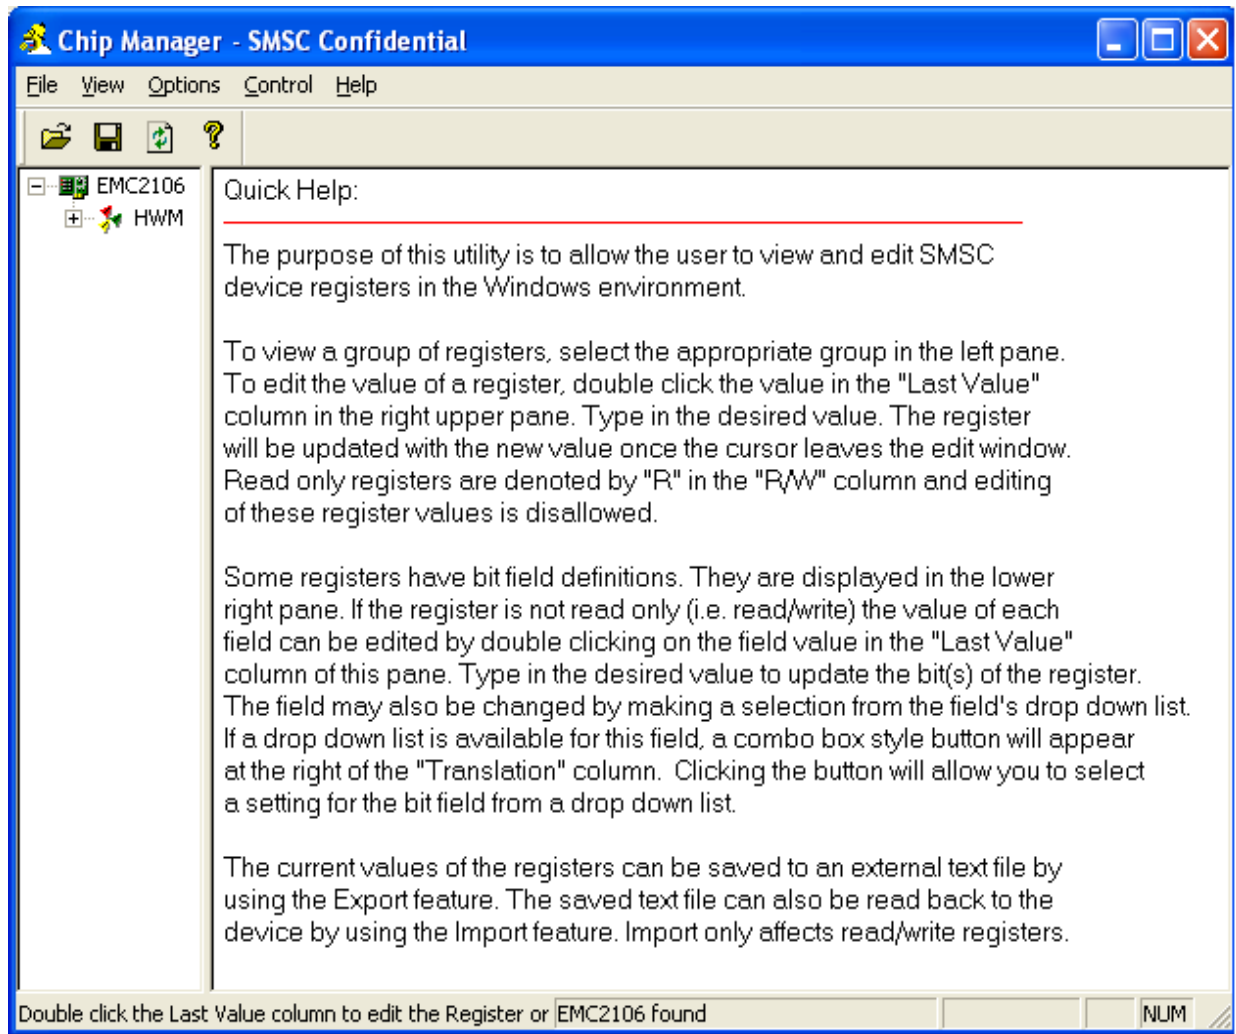 Chip Manager - SMSC Confidential
File View Options Control Help
EMC2106
HWM
Quick Help:
The purpose of this utility is to allow the user to view and edit SMSC
device registers in the Windows environment.
To view a group of registers, select the appropriate group in the left pane.
To edit the value of a register, double click the value in the "Last Value"
column in the right upper pane. Type in the desired value. The register
will be updated with the new value once the cursor leaves the edit window.
Read only registers are denoted by "R" in the "R/W" column and editing
of these register values is disallowed.
Some registers have bit field definitions. They are displayed in the lower
right pane. If the register is not read only (i.e. read/write) the value of each
field can be edited by double clicking on the field value in the "Last Value"
column of this pane. Type in the desired value to update the bit(s) of the register.
The field may also be changed by making a selection from the field's drop down list.
If a drop down list is available for this field, a combo box style button will appear
at the right of the "Translation" column. Clicking the button will allow you to select
a setting for the bit field from a drop down list.
The current values of the registers can be saved to an external text file by
using the Export feature. The saved text file can also be read back to the
device by using the Import feature. Import only affects read/write registers.
Double click the Last Value column to edit the Register or EMC2106 found NUM